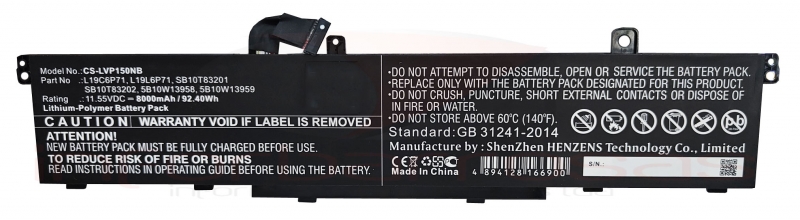 Model No :CS-LVP150NB
Part No : L19C6P71, L19L6P71, SB10T83201
SB10T83202, 5B10W13958, 5B10W13959
Rating : 11.55VDC⎓ 8000mAh / 92.40Wh
Lithium-Polymer Battery Pack
CAUTION WARRANTY VOID IF LABEL IS REMOVED
ATTENTION!
NEW BATTERY PACK MUST BE FULLY CHARGED BEFORE USE.
TO REDUCE RISK OF FIRE OR BURNS
READ INSTRUCTIONS AND OPERATING GUIDE BEFORE USING THE BATTERY.
•DO NOT ATTEMPT TO DISASSEMBLE, OPEN OR SERVICE BATTERY PACK.
•REPLACE ONLY WITH THE BATTERY PACK DESIGNATED FOR THIS PRODUCT.
•DO NOT CRUSH, PUNCTURE, SHORT EXTERNAL CONTACTS OR DISPOSE OF
IN FIRE OR WATER.
•DO NOT STORE ABOVE 60°C (140°F).
Standard:GB 31241-2014
Manufacture by : ShenZhen HENZENS Technology Co., Limited
CE
4 894128 166900
S/N: